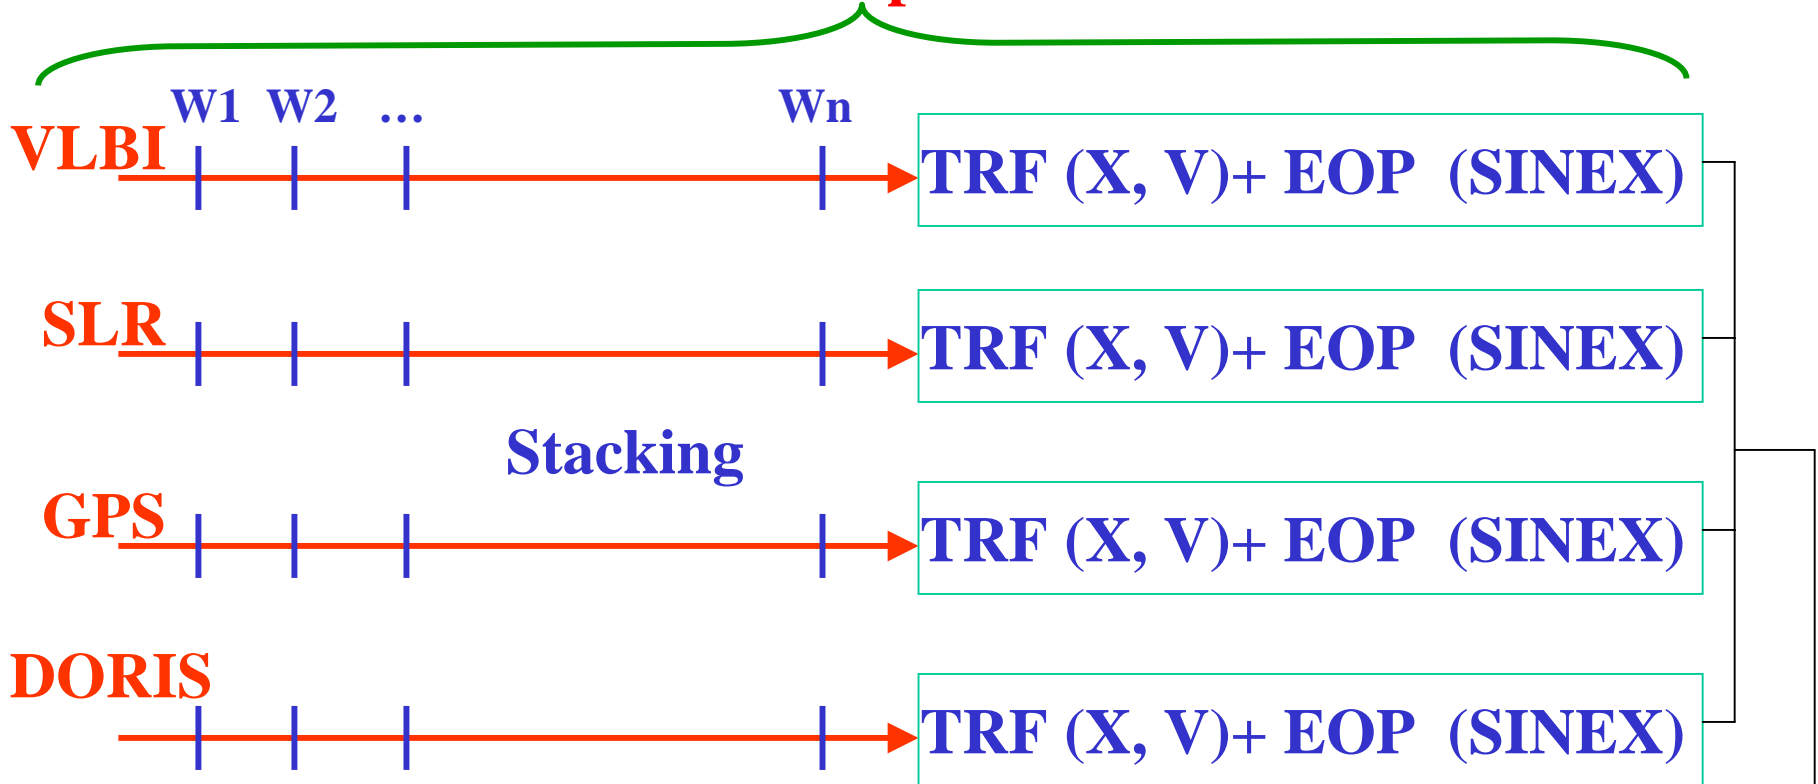 W1 W2 ... Wn
VLBI TRF (X, V)+ EOP (SINEX)
SLR TRF (X, V)+ EOP (SINEX)
Stacking
GPS TRF (X, V)+ EOP (SINEX)
DORIS TRF (X, V)+ EOP (SINEX)